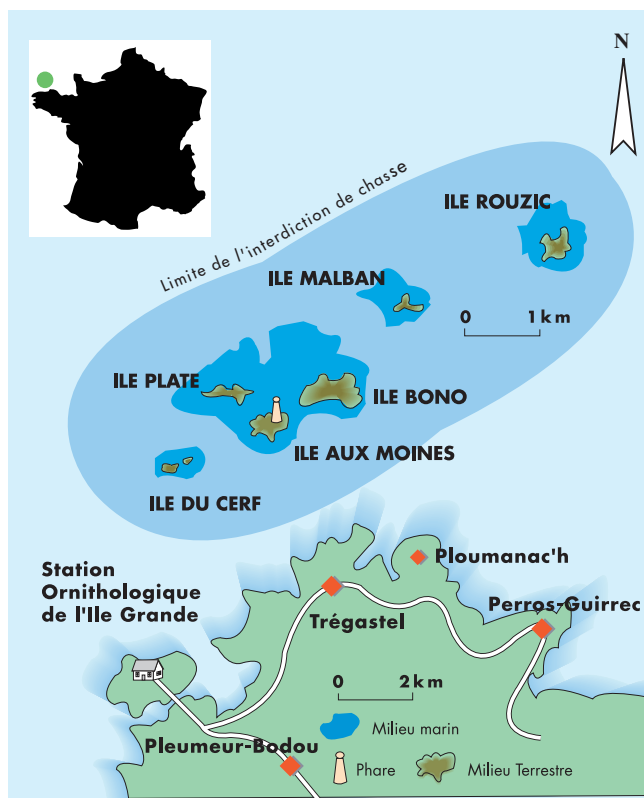 N
ILE ROUZIC
Limite de l'interdiction de chasse
ILE MALBAN
0 1 km
ILE PLATE
ILE BONO
ILE AUX MOINES
ILE DU CERF
Station
Ornithologique
de l'Ile Grande
Ploumanac'h
Perros-Guirrec
Trégastel
0 2 km
Milieu marin
Pleumeur-Bodou
Phare
Milieu Terrestre